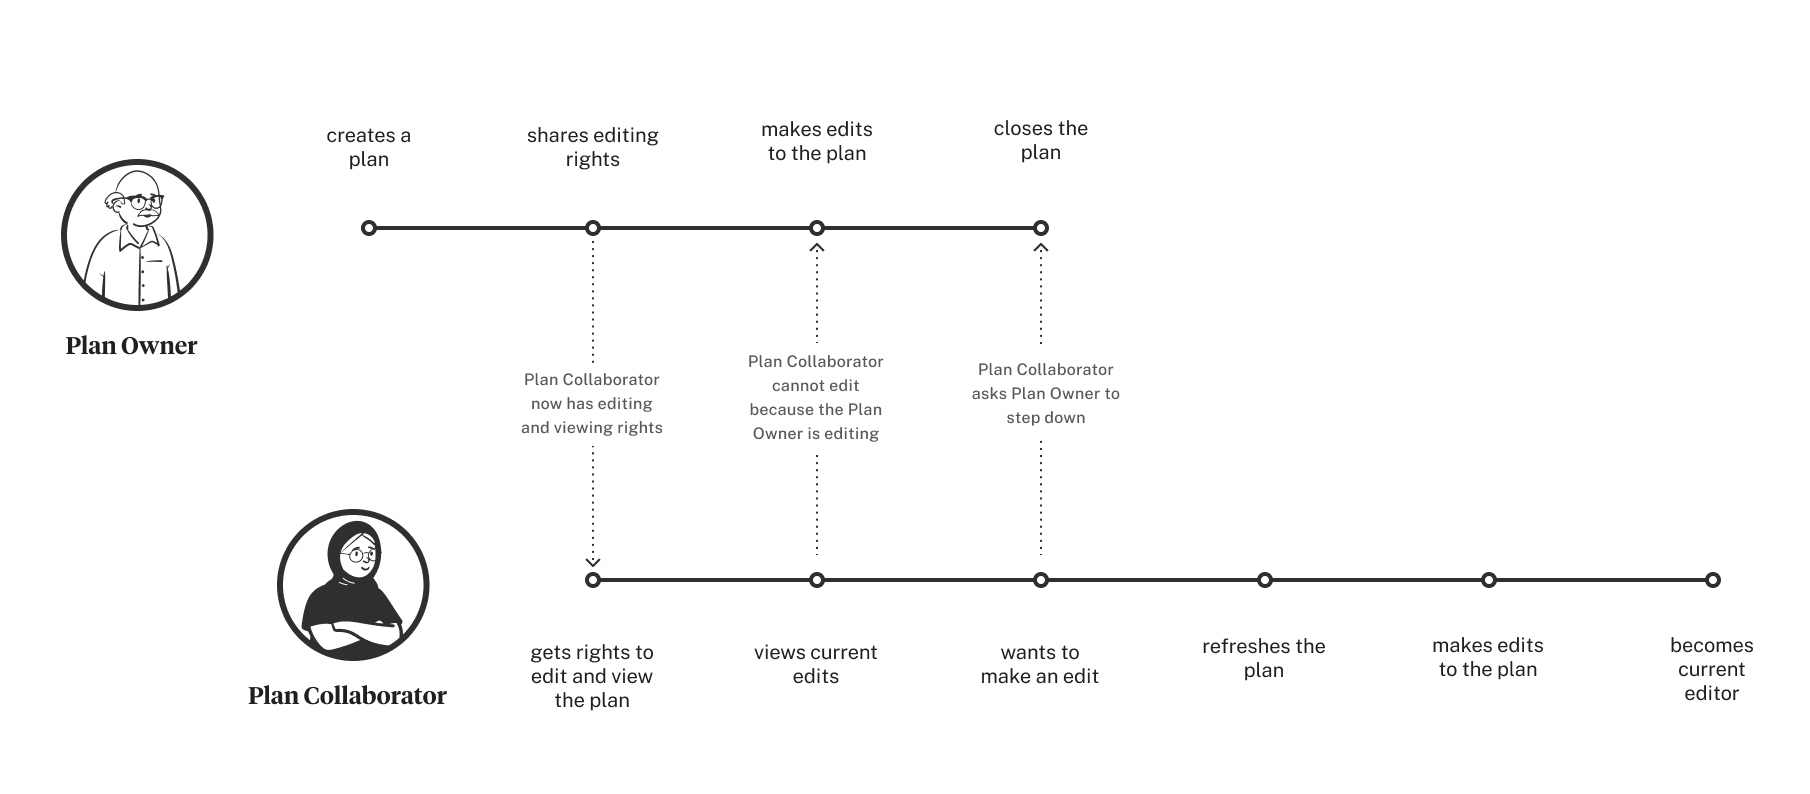 creates a
plan
shares editing
rights
makes edits
to the plan
closes the
plan
Plan Owner
Plan Collaborator
now has editing
and viewing rights
Plan Collaborator
cannot edit
because the Plan
Owner is editing
Plan Collaborator
asks Plan Owner to
step down
Plan Collaborator
gets rights to
edit and view
the plan
views current
edits
wants to
make an edit
refreshes the
plan
makes edits
to the plan
becomes
current
editor